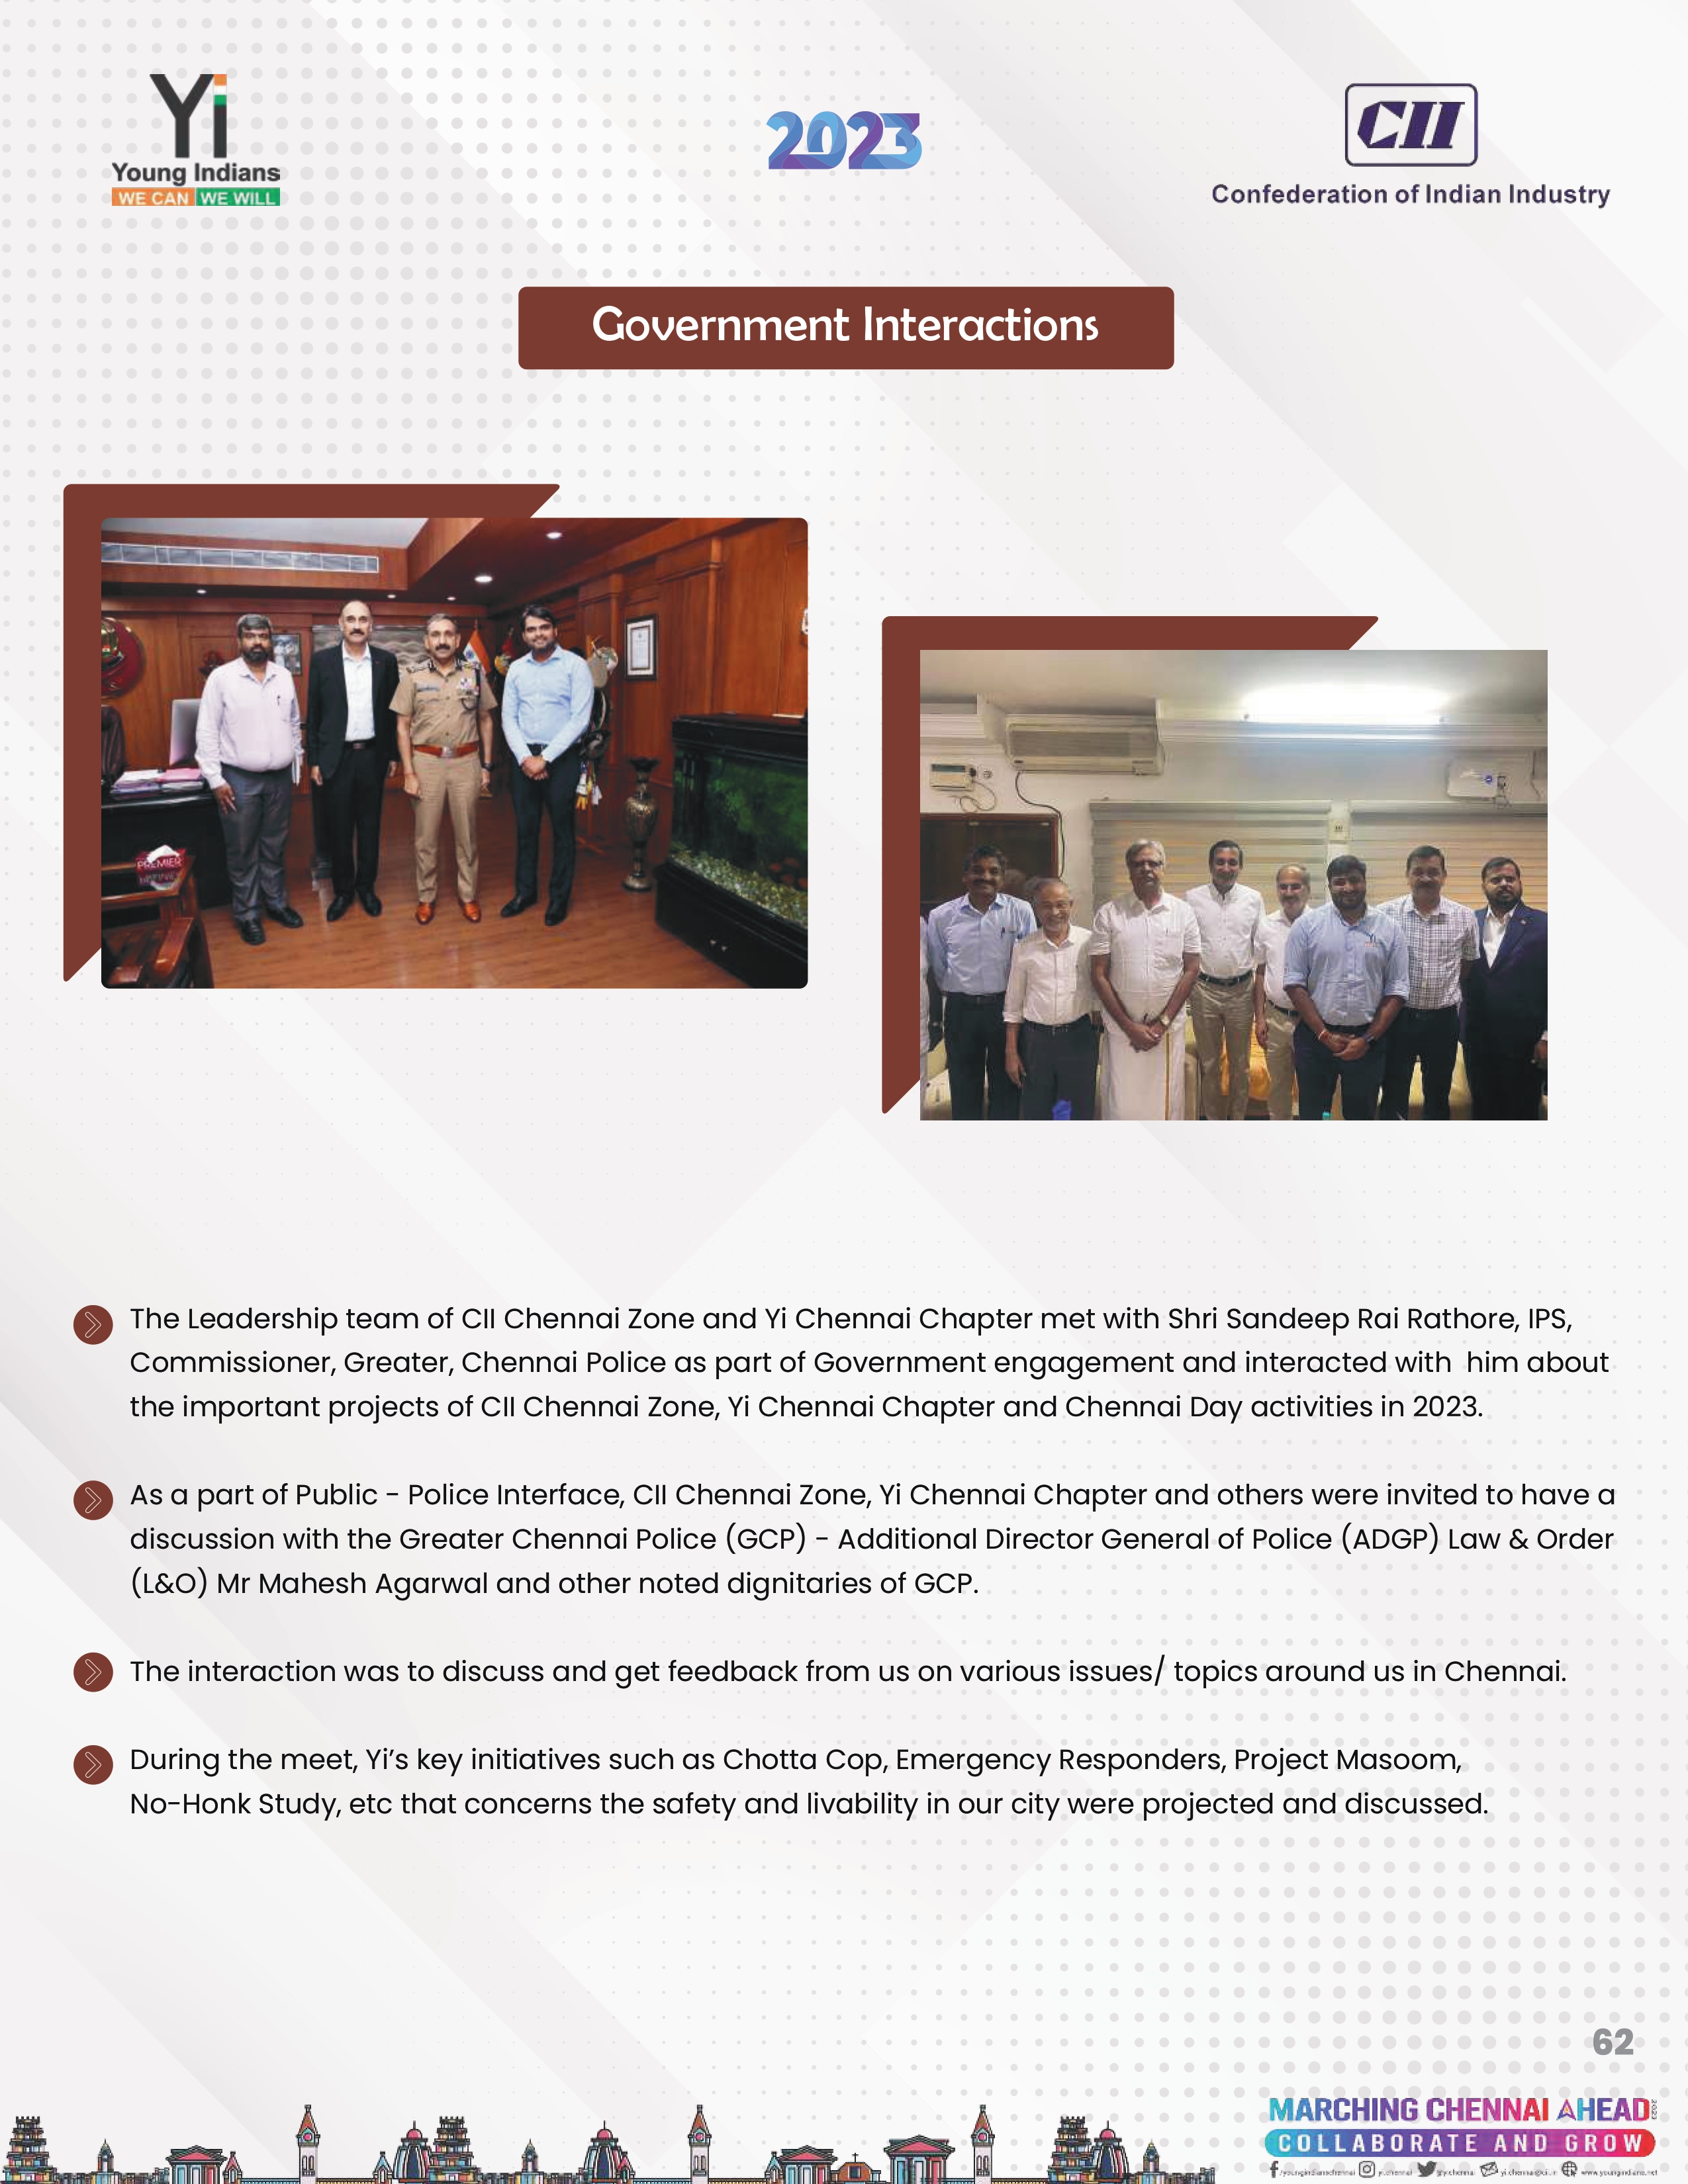 Yi
Young Indians
WE CAN WE WILL
2023
CII
Confederation of Indian Industry
Government Interactions
PREMIER
The Leadership team of CII Chennai Zone and Yi Chennai Chapter met with Shri Sandeep Rai Rathore, IPS,
Commissioner, Greater, Chennai Police as part of Government engagement and interacted with him about
the important projects of CII Chennai Zone, Yi Chennai Chapter and Chennai Day activities in 2023.
As a part of Public - Police Interface, CII Chennai Zone, Yi Chennai Chapter and others were invited to have a
discussion with the Greater Chennai Police (GCP) - Additional Director General of Police (ADGP) Law & Order
(L&O) Mr Mahesh Agarwal and other noted dignitaries of GCP.
The interaction was to discuss and get feedback from us on various issues/ topics around us in Chennai.
During the meet, Yi’s key initiatives such as Chotta Cop, Emergency Responders, Project Masoom,
No-Honk Study, etc that concerns the safety and livability in our city were projected and discussed.
62
MARCHING CHENNAI AHEAD 2023
COLLABORATE AND GROW
/youngindianschennai yi.chennai www.youngindians.net